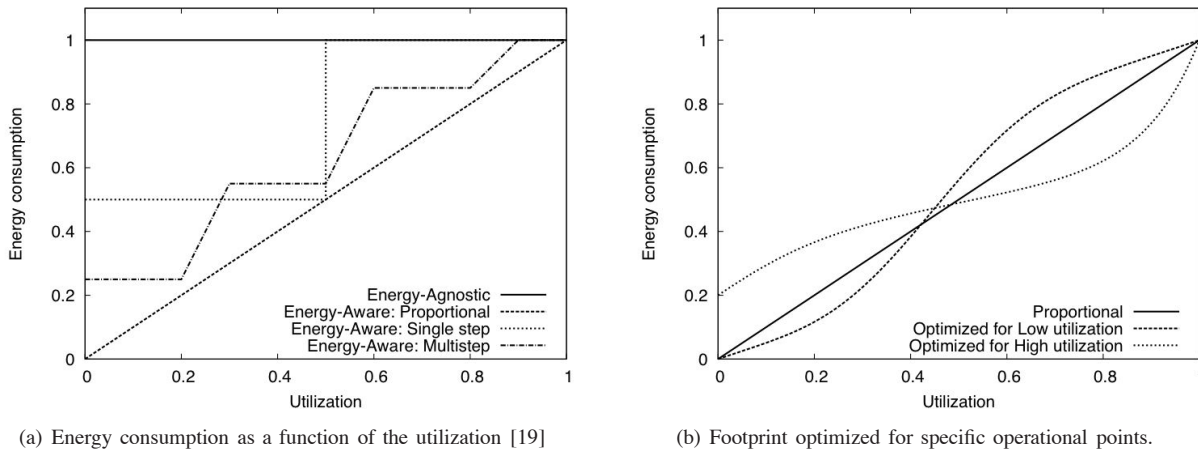 1
0.8
0.6
0.4
0.2
0
Energy consumption
0 0.2 0.4 0.6 0.8 1
Utilization
Energy-Agnostic
Energy-Aware: Proportional
Energy-Aware: Single step
Energy-Aware: Multistep
(a) Energy consumption as a function of the utilization [19]
1
0.8
0.6
0.4
0.2
0
Energy consumption
0 0.2 0.4 0.6 0.8 1
Utilization
Proportional
Optimized for Low utilization
Optimized for High utilization
(b) Footprint optimized for specific operational points.